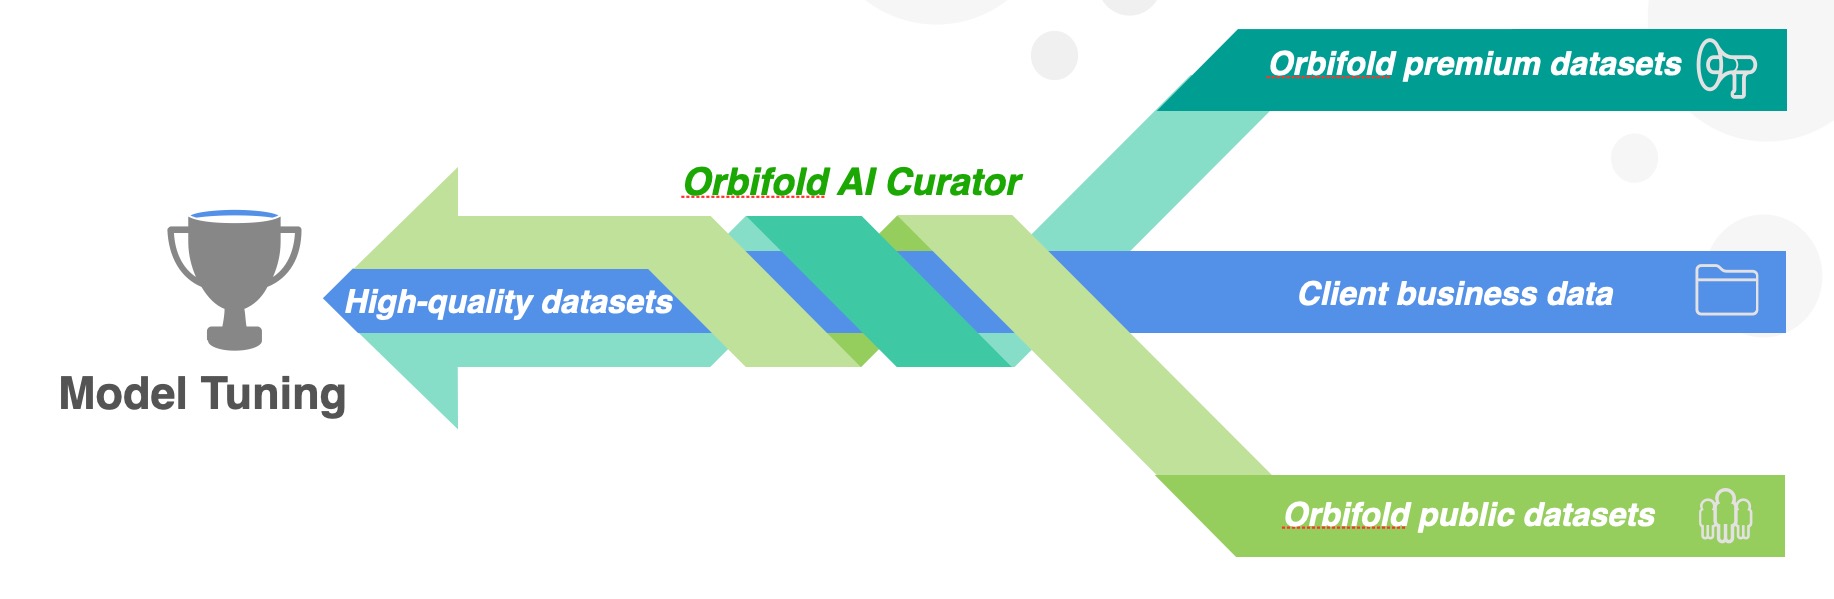 Orbifold premium datasets
Orbifold AI Curator
Client business data
High-quality datasets
Model Tuning
Orbifold public datasets